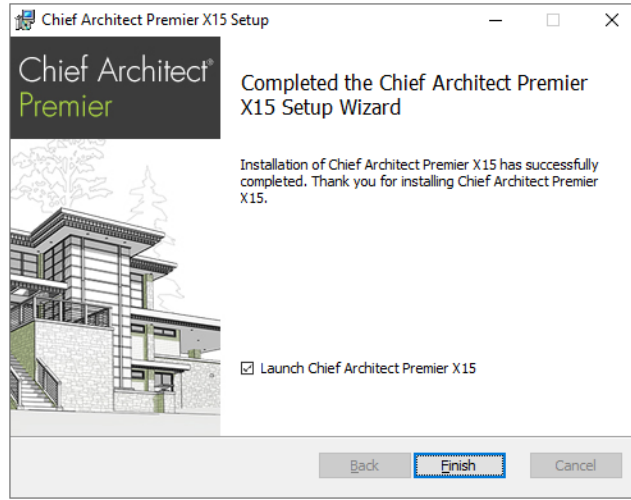 Chief Architect Premier X15 Setup
Chief Architect®
Premier
Completed the Chief Architect Premier
X15 Setup Wizard
Installation of Chief Architect Premier X15 has successfully
completed. Thank you for installing Chief Architect Premier
X15.
Launch Chief Architect Premier X15
Back
Finish
Cancel